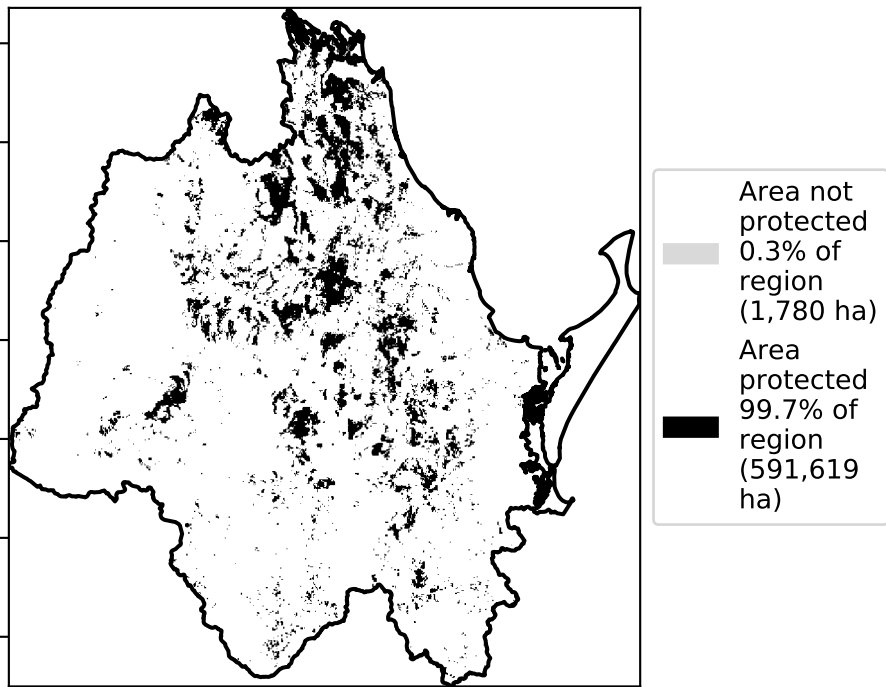 Area not
protected
0.3% of
region
(1,780 ha)
Area
protected
99.7% of
region
(591,619
ha)